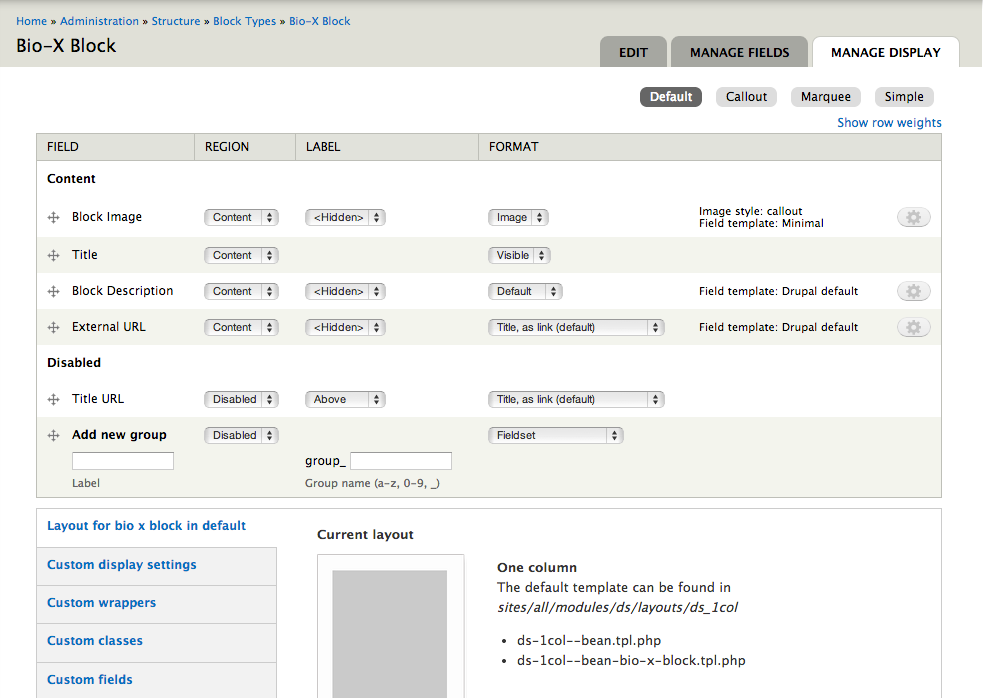 Home » Administration » Structure » Block Types » Bio-X Block
Bio-X Block
EDIT MANAGE FIELDS MANAGE DISPLAY
Default Callout Marquee Simple
Show row weights
FIELD REGION LABEL FORMAT
Content
Block Image Content <Hidden> Image Image style: callout
Field template: Minimal
Title Content Visible
Block Description Content <Hidden> Default Field template: Drupal default
External URL Content <Hidden> Title, as link (default) Field template: Drupal default
Disabled
Title URL Disabled Above Title, as link (default)
Add new group Disabled Fieldset
group_
Label Group name (a-z, 0-9, _)
Layout for bio x block in default
Custom display settings
Custom wrappers
Custom classes
Custom fields
Current layout
One column
The default template can be found in
sites/all/modules/ds/layouts/ds_1col
• ds-1col--bean.tpl.php
• ds-1col--bean-bio-x-block.tpl.php